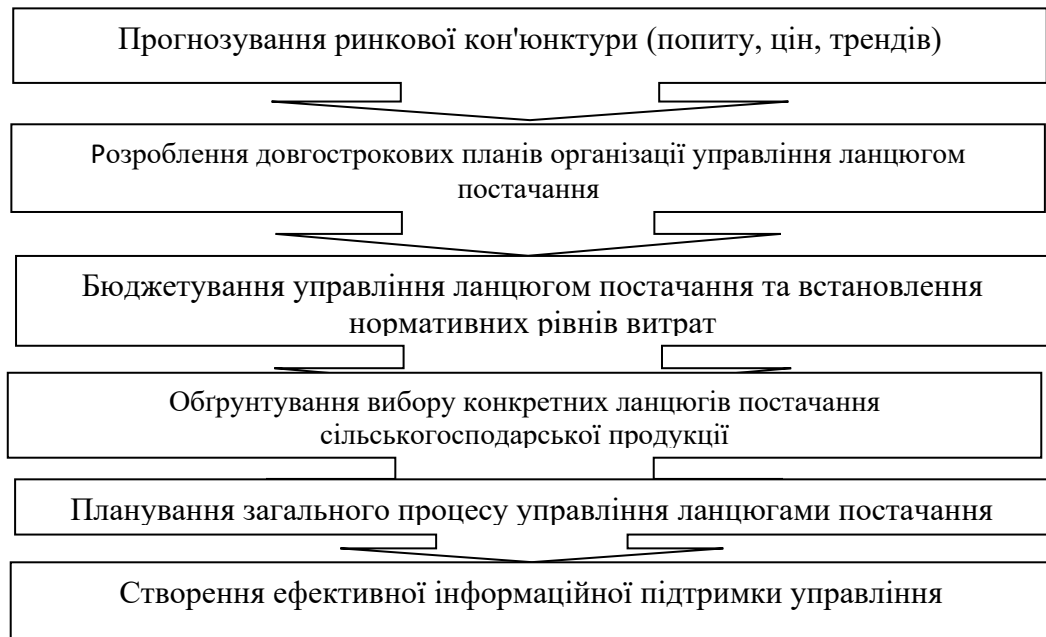 Прогнозування ринкової кон'юнктури (попиту, цін, трендів)
Розроблення довгострокових планів організації управління ланцюгом
постачання
Бюджетування управління ланцюгом постачання та встановлення
нормативних рівнів витрат
Обґрунтування вибору конкретних ланцюгів постачання
сільськогосподарської продукції
Планування загального процесу управління ланцюгами постачання
Створення ефективної інформаційної підтримки управління